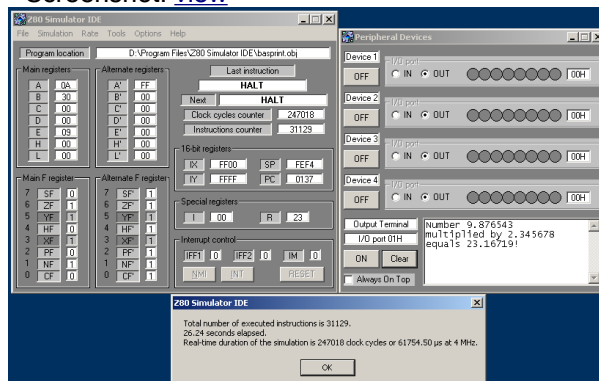 Screenshot: View
Z80 Simulator IDE
File Simulation Rate Tools Options Help
Program location D:\Program Files\Z80 Simulator IDE\basprint.obj
Main registers
A 0A
B 30
C 00
D 00
E 09
H 00
L 00
Alternate registers
A' FF
B' 00
C' 00
D' 00
E' 00
H' 00
L' 00
Last instruction
HALT
Next HALT
Clock cycles counter 247018
Instructions counter 31129
16-bit registers
IX FF00 SP FEF4
IY FFFF PC 0137
Main F register
7 SF 0
6 ZF 1
5 YF 1
4 HF 0
3 XF 1
2 PF 0
1 NF 1
0 CF 0
Alternate F register
7 SF' 1
6 ZF' 1
5 YF' 1
4 HF' 1
3 XF' 1
2 PF' 1
1 NF' 1
0 CF' 1
Special registers
I 00 R 23
Interrupt control
IFF1 0 IFF2 0 IM 0
NMI INT RESET
Peripheral Devices
Device 1
OFF
I/O port
IN OUT 00H
Device 2
OFF
I/O port
IN OUT 00H
Device 3
OFF
I/O port
IN OUT 00H
Device 4
OFF
I/O port
IN OUT 00H
Output Terminal
I/O port 01H
ON Clear
Always On Top
Number 9.876543
multiplied by 2.345678
equals 23.16719!
Z80 Simulator IDE
Total number of executed instructions is 31129.
26.24 seconds elapsed.
Real-time duration of the simulation is 247018 clock cycles or 61754.50 µs at 4 MHz.
OK